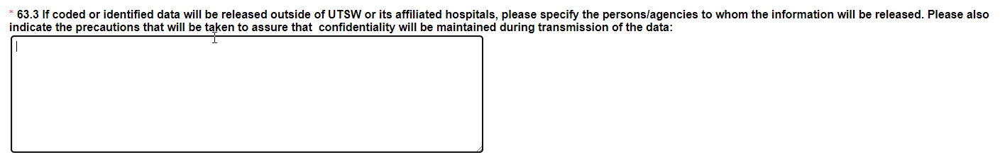 * 63.3 If coded or identified data will be released outside of UTSW or its affiliated hospitals, please specify the persons/agencies to whom the information will be released. Please also
indicate the precautions that will be taken to assure that  confidentiality will be maintained during transmission of the data: